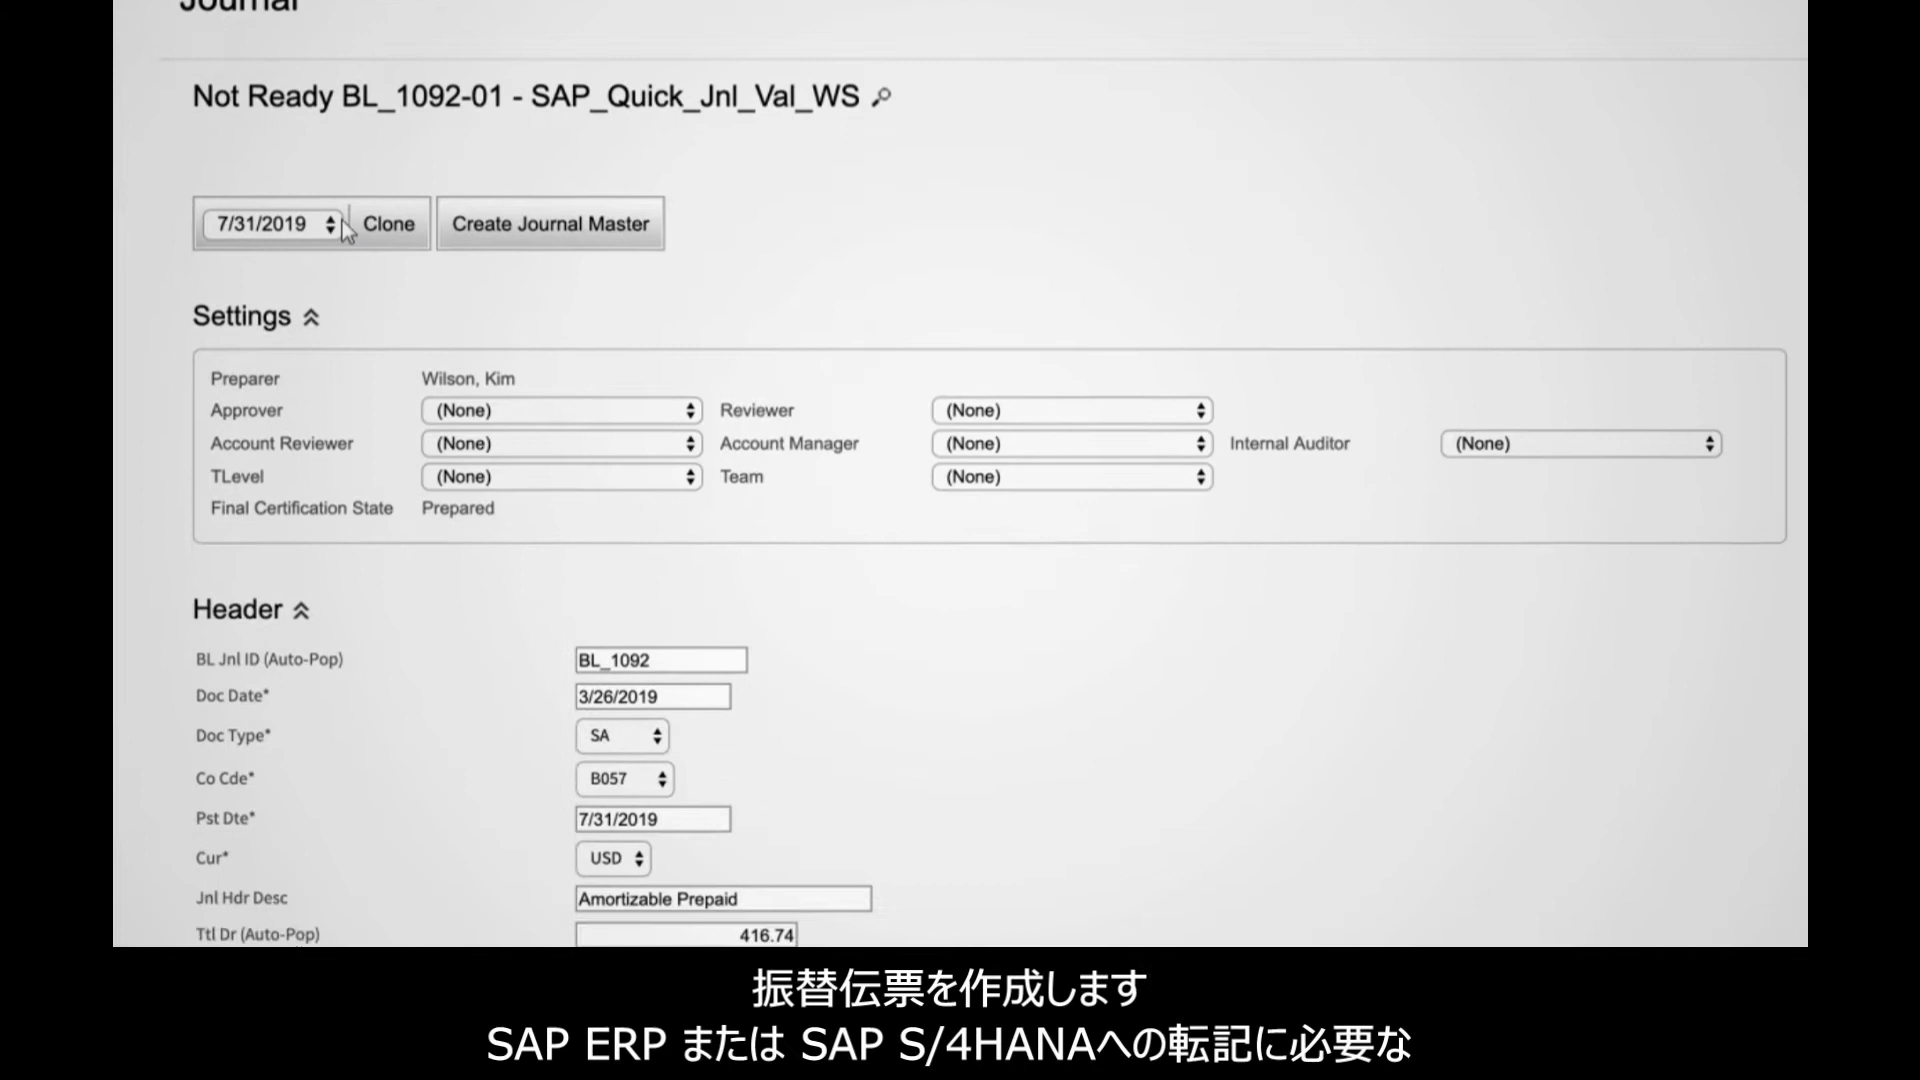 Journal
Not Ready BL_1092-01 - SAP_Quick_Jnl_Val_WS
7/31/2019 Clone Create Journal Master
Settings
Preparer Wilson, Kim
Approver (None) Reviewer (None)
Account Reviewer (None) Account Manager (None) Internal Auditor (None)
TLevel (None) Team (None)
Final Certification State Prepared
Header
BL Jnl ID (Auto-Pop) BL_1092
Doc Date* 3/26/2019
Doc Type* SA
Co Cde* B057
Pst Dte* 7/31/2019
Cur* USD
Jnl Hdr Desc Amortizable Prepaid
Ttl Dr (Auto-Pop) 416.74
振替伝票を作成します
SAP ERP または SAP S/4HANAへの転記に必要な